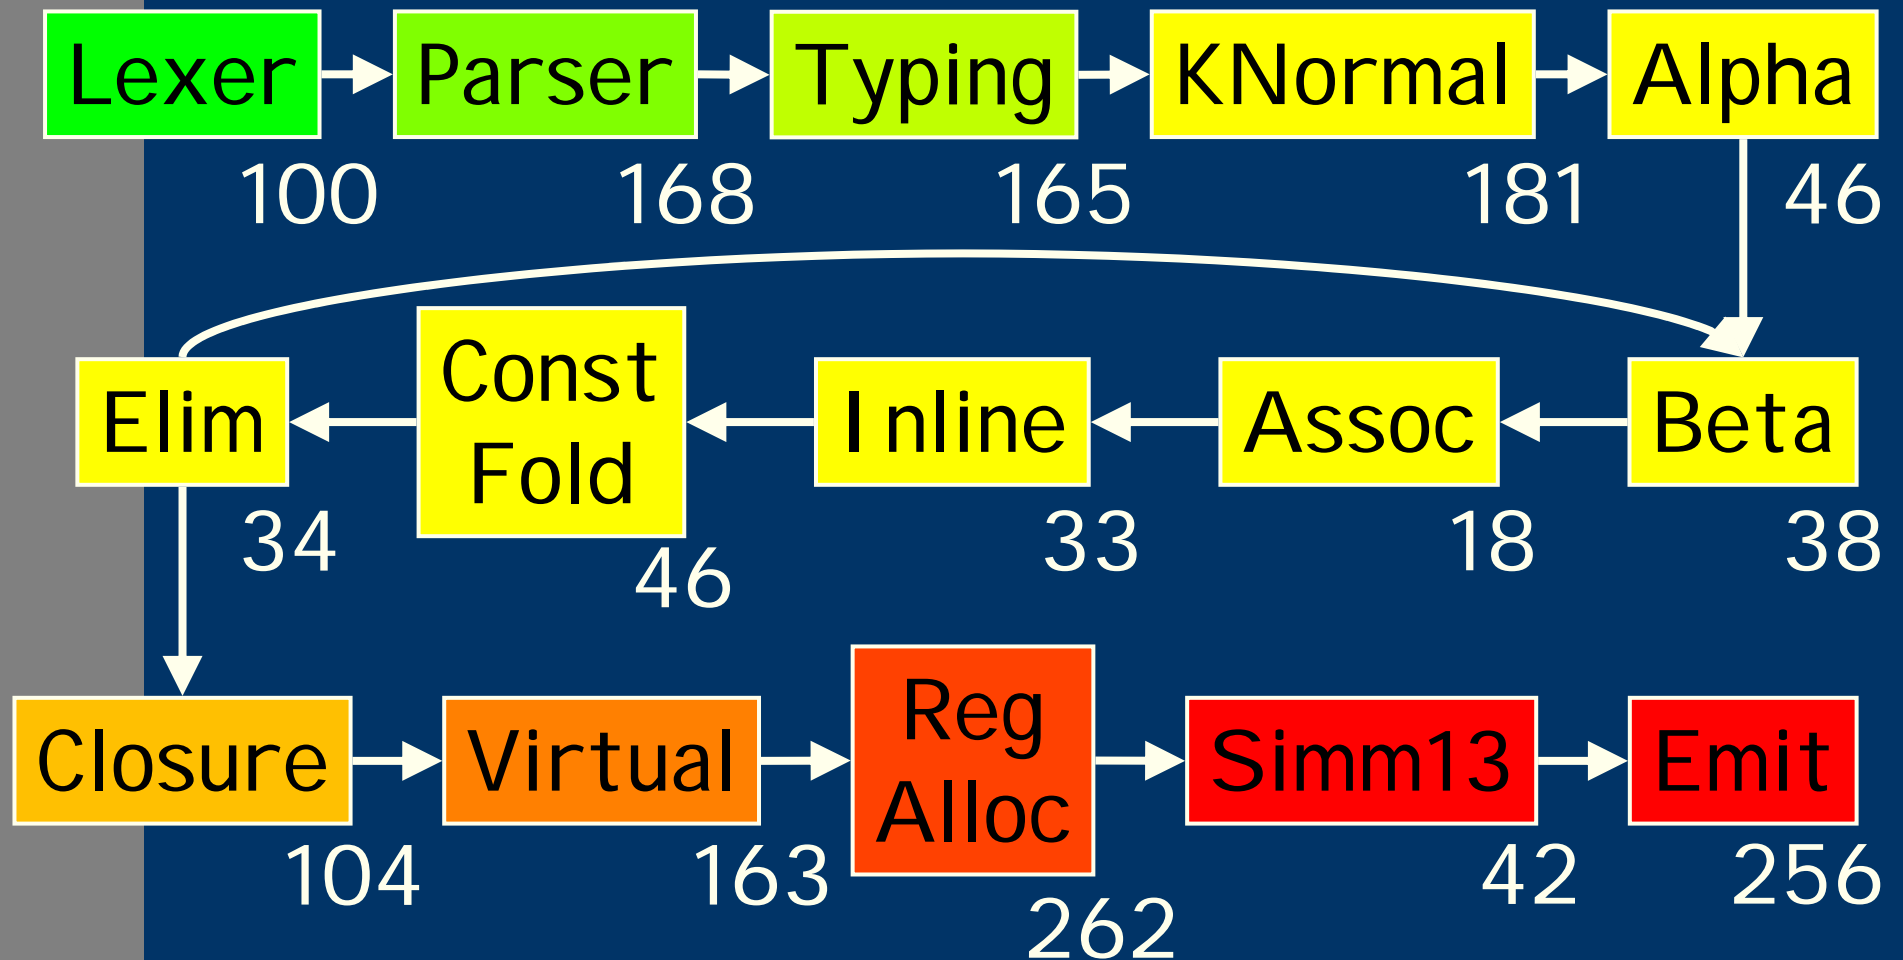 Lexer Parser Typing KNormal Alpha
100 168 165 181 46
Const
Elim Inline Assoc Beta
Fold
34 33 18 38
46
Reg
Closure Virtual Simm13 Emit
Alloc
104 163 42 256
262